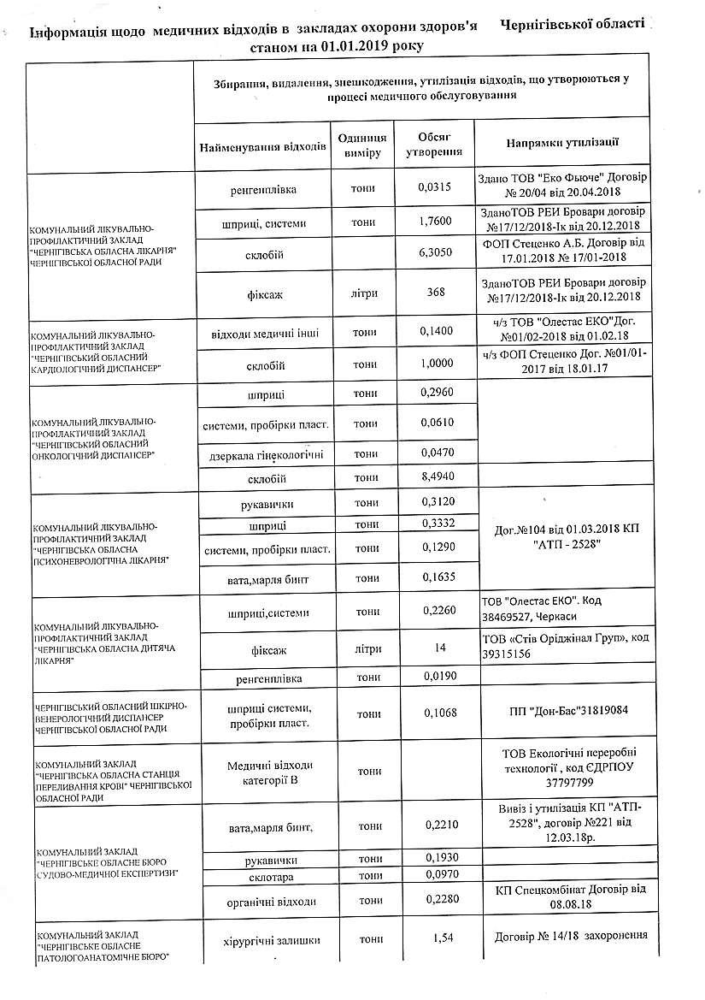 Інформація щодо медичних відходів в закладах охорони здоров'я Чернігівської області
станом на 01.01.2019 року
Збирання, видалення, знешкодження, утилізація відходів, що утворюються у
процесі медичного обслуговування
Найменування відходів
Одиниця
виміру
Обсяг
утворення
Напрямки утилізації
КОМУНАЛЬНИЙ ЛІКУВАЛЬНО-
ПРОФІЛАКТИЧНИЙ ЗАКЛАД
"ЧЕРНІГІВСЬКА ОБЛАСНА ЛІКАРНЯ"
ЧЕРНІГІВСЬКОЇ ОБЛАСНОЇ РАДИ
ренгенплівка
тони
0,0315
Здано ТОВ "Еко Фьюче" Договір
№ 20/04 від 20.04.2018
шприці, системи
тони
1,7600
ЗданоТОВ РЕИ Бровари договір
№17/12/2018-Ік від 20.12.2018
склобій
6,3050
ФОП Стеценко А.Б. Договір від
17.01.2018 № 17/01-2018
фіксаж
літри
368
ЗданоТОВ РЕИ Бровари договір
№17/12/2018-Ік від 20.12.2018
КОМУНАЛЬНИЙ ЛІКУВАЛЬНО-
ПРОФІЛАКТИЧНИЙ ЗАКЛАД
"ЧЕРНІГІВСЬКИЙ ОБЛАСНИЙ
КАРДІОЛОГІЧНИЙ ДИСПАНСЕР"
відходи медичні інші
тони
0,1400
ч/з ТОВ "Олестас ЕКО"Дог.
№01/02-2018 від 01.02.18
склобій
тони
1,0000
ч/з ФОП Стеценко Дог. №01/01-
2017 від 18.01.17
КОМУНАЛЬНИЙ ЛІКУВАЛЬНО-
ПРОФІЛАКТИЧНИЙ ЗАКЛАД
"ЧЕРНІГІВСЬКИЙ ОБЛАСНИЙ
ОНКОЛОГІЧНИЙ ДИСПАНСЕР"
шприці
тони
0,2960
системи, пробірки пласт.
тони
0,0610
дзеркала гінекологічні
тони
0,0470
склобій
тони
8,4940
КОМУНАЛЬНИЙ ЛІКУВАЛЬНО-
ПРОФІЛАКТИЧНИЙ ЗАКЛАД
"ЧЕРНІГІВСЬКА ОБЛАСНА
ПСИХОНЕВРОЛОГІЧНА ЛІКАРНЯ"
рукавички
тони
0,3120
шприці
тони
0,3332
системи, пробірки пласт.
тони
0,1290
вата,марля бинт
тони
0,1635
Дог.№104 від 01.03.2018 КП
"АТП - 2528"
КОМУНАЛЬНИЙ ЛІКУВАЛЬНО-
ПРОФІЛАКТИЧНИЙ ЗАКЛАД
"ЧЕРНІГІВСЬКА ОБЛАСНА ДИТЯЧА
ЛІКАРНЯ"
шприці,системи
тони
0,2260
ТОВ "Олестас ЕКО". Код
38469527, Черкаси
фіксаж
літри
14
ТОВ «Стів Оріджінал Груп», код
39315156
ренгенплівка
тони
0,0190
ЧЕРНІГІВСЬКИЙ ОБЛАСНИЙ ШКІРНО-
ВЕНЕРОЛОГІЧНИЙ ДИСПАНСЕР
ЧЕРНІГІВСЬКОЇ ОБЛАСНОЇ РАДИ
шприці системи,
пробірки пласт.
тони
0,1068
ПП "Дон-Бас"31819084
КОМУНАЛЬНИЙ ЗАКЛАД
"ЧЕРНІГІВСЬКА ОБЛАСНА СТАНЦІЯ
ПЕРЕЛИВАННЯ КРОВІ" ЧЕРНІГІВСЬКОЇ
ОБЛАСНОЇ РАДИ
Медичні відходи
категорії В
тони
ТОВ Екологічні переробні
технології , код ЄДРПОУ
37797799
КОМУНАЛЬНИЙ ЗАКЛАД
"ЧЕРНІГІВСЬКЕ ОБЛАСНЕ БЮРО
СУДОВО-МЕДИЧНОЇ ЕКСПЕРТИЗИ"
вата,марля бинт,
тони
0,2210
Вивіз і утилізація КП "АТП-
2528", договір №221 від
12.03.18р.
рукавички
тони
0,1930
склотара
тони
0,0970
органічні відходи
тони
0,2280
КП Спецкомбінат Договір від
08.08.18
КОМУНАЛЬНИЙ ЗАКЛАД
"ЧЕРНІГІВСЬКЕ ОБЛАСНЕ
ПАТОЛОГОАНАТОМІЧНЕ БЮРО"
хірургічні залишки
тони
1,54
Договір № 14/18 захоронення